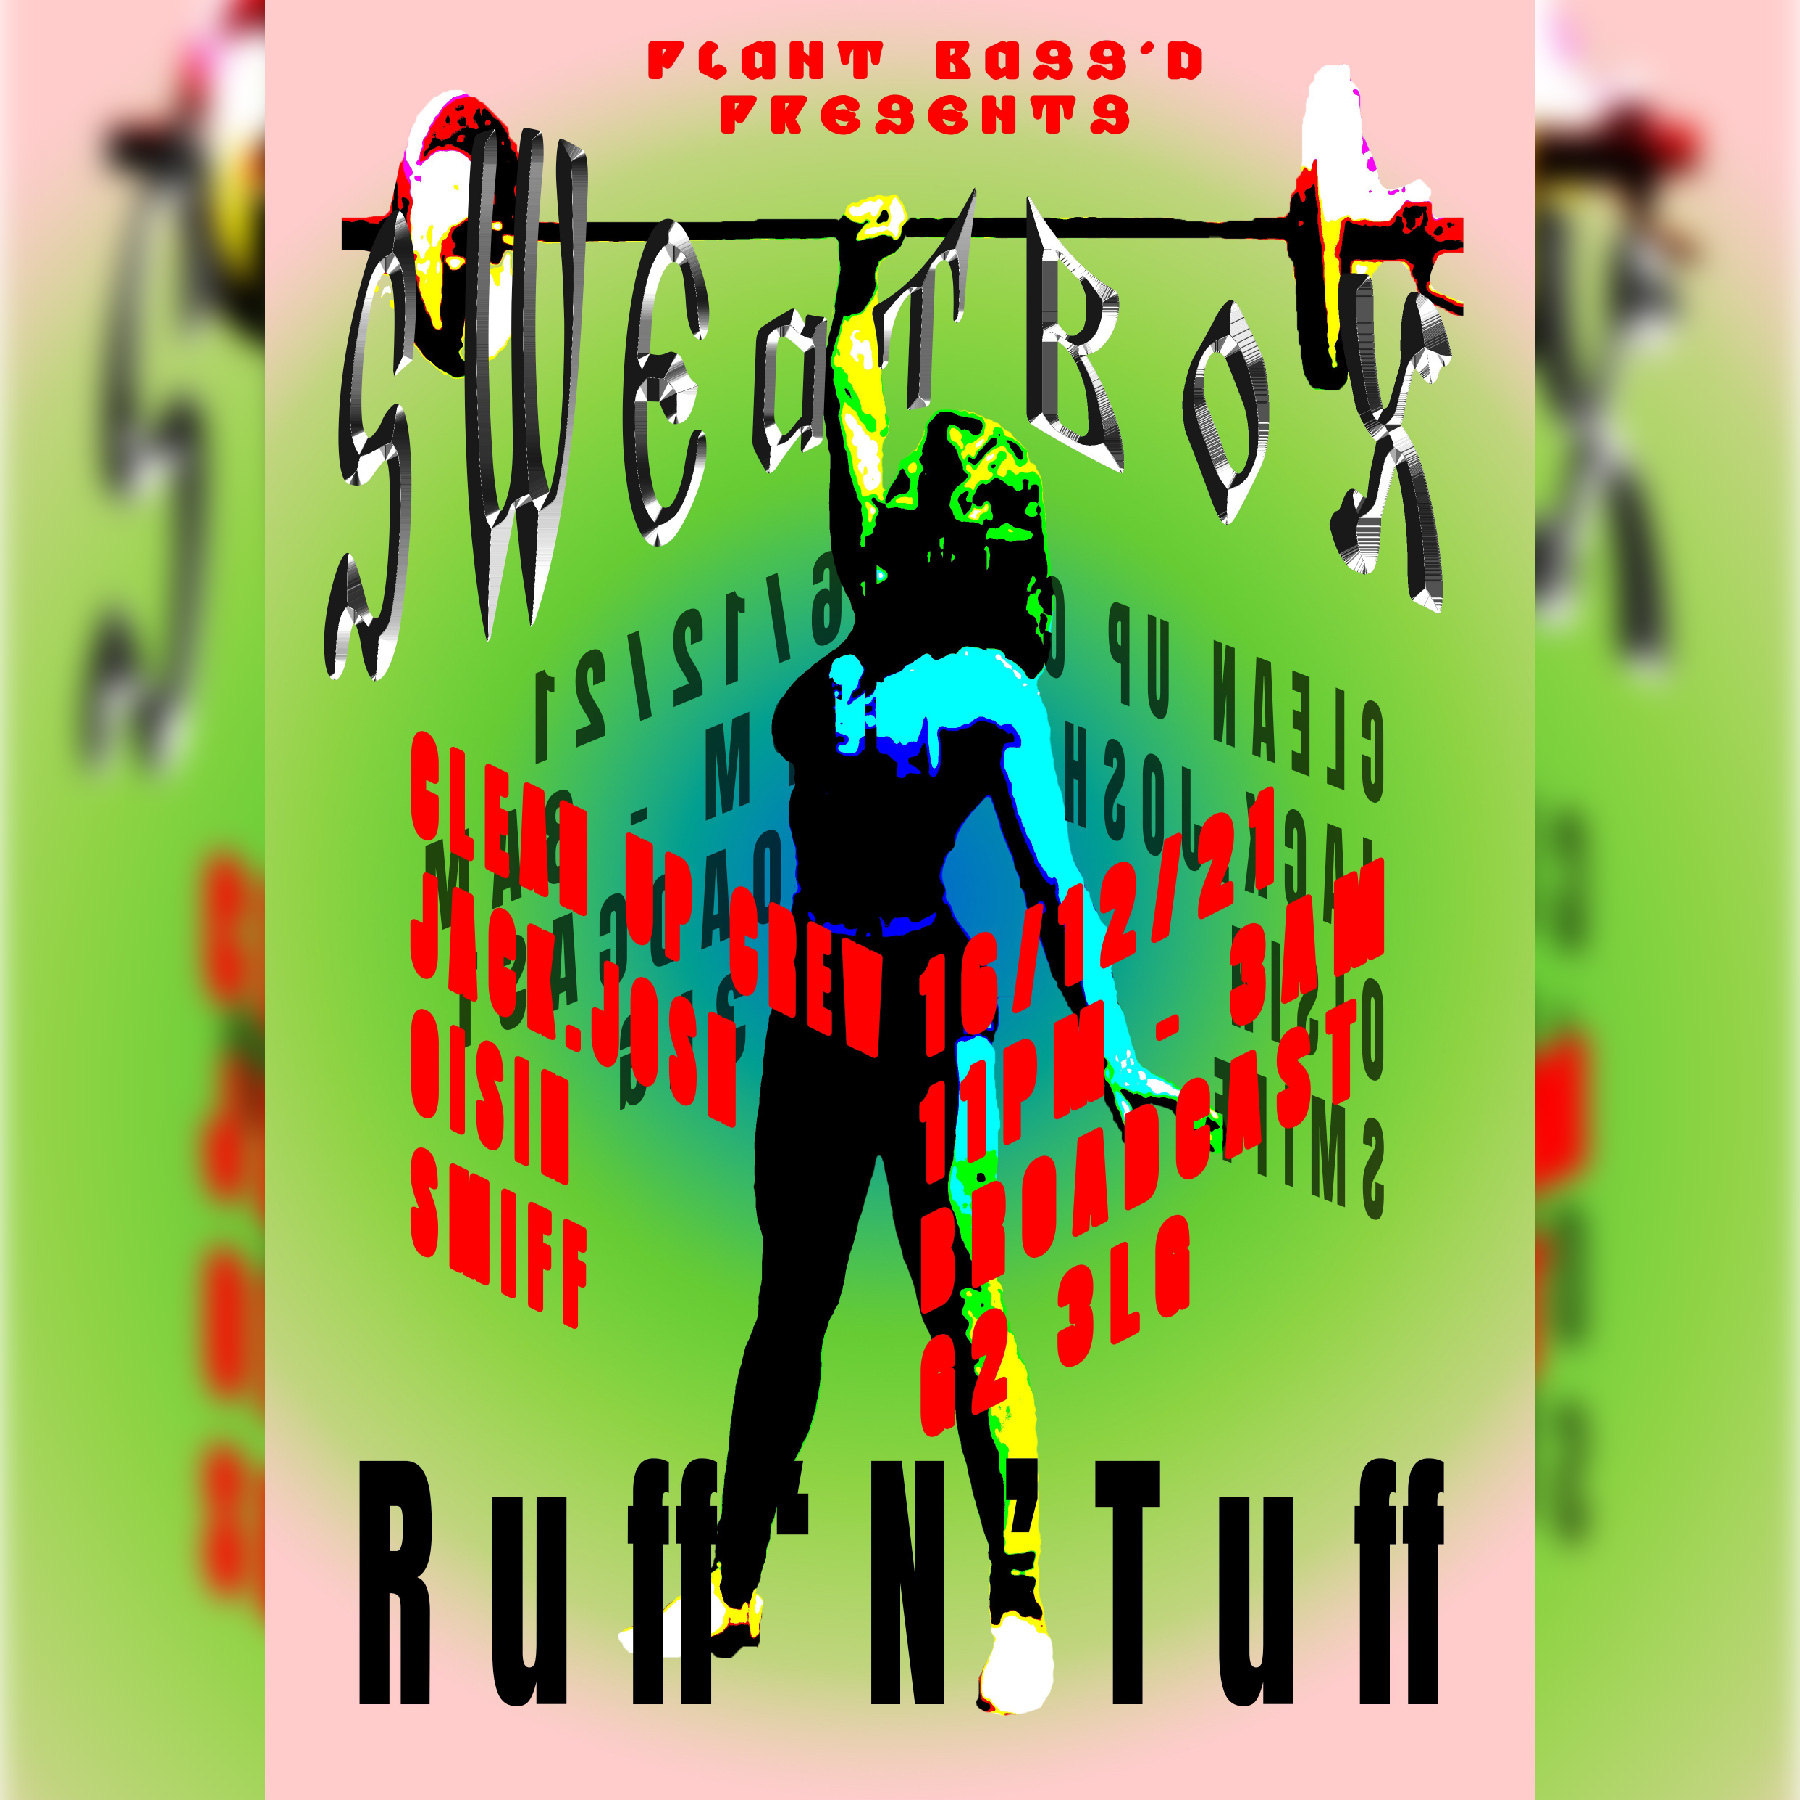 PLANT BASS'D
PRESENTS
SWEaTBoX
CLEAN UP CREW
JACK.JOSH
OISIN
SMIFF
16/12/21
11PM - 3AM
BROADCAST
G2 3LG
Ruff 'N' Tuff